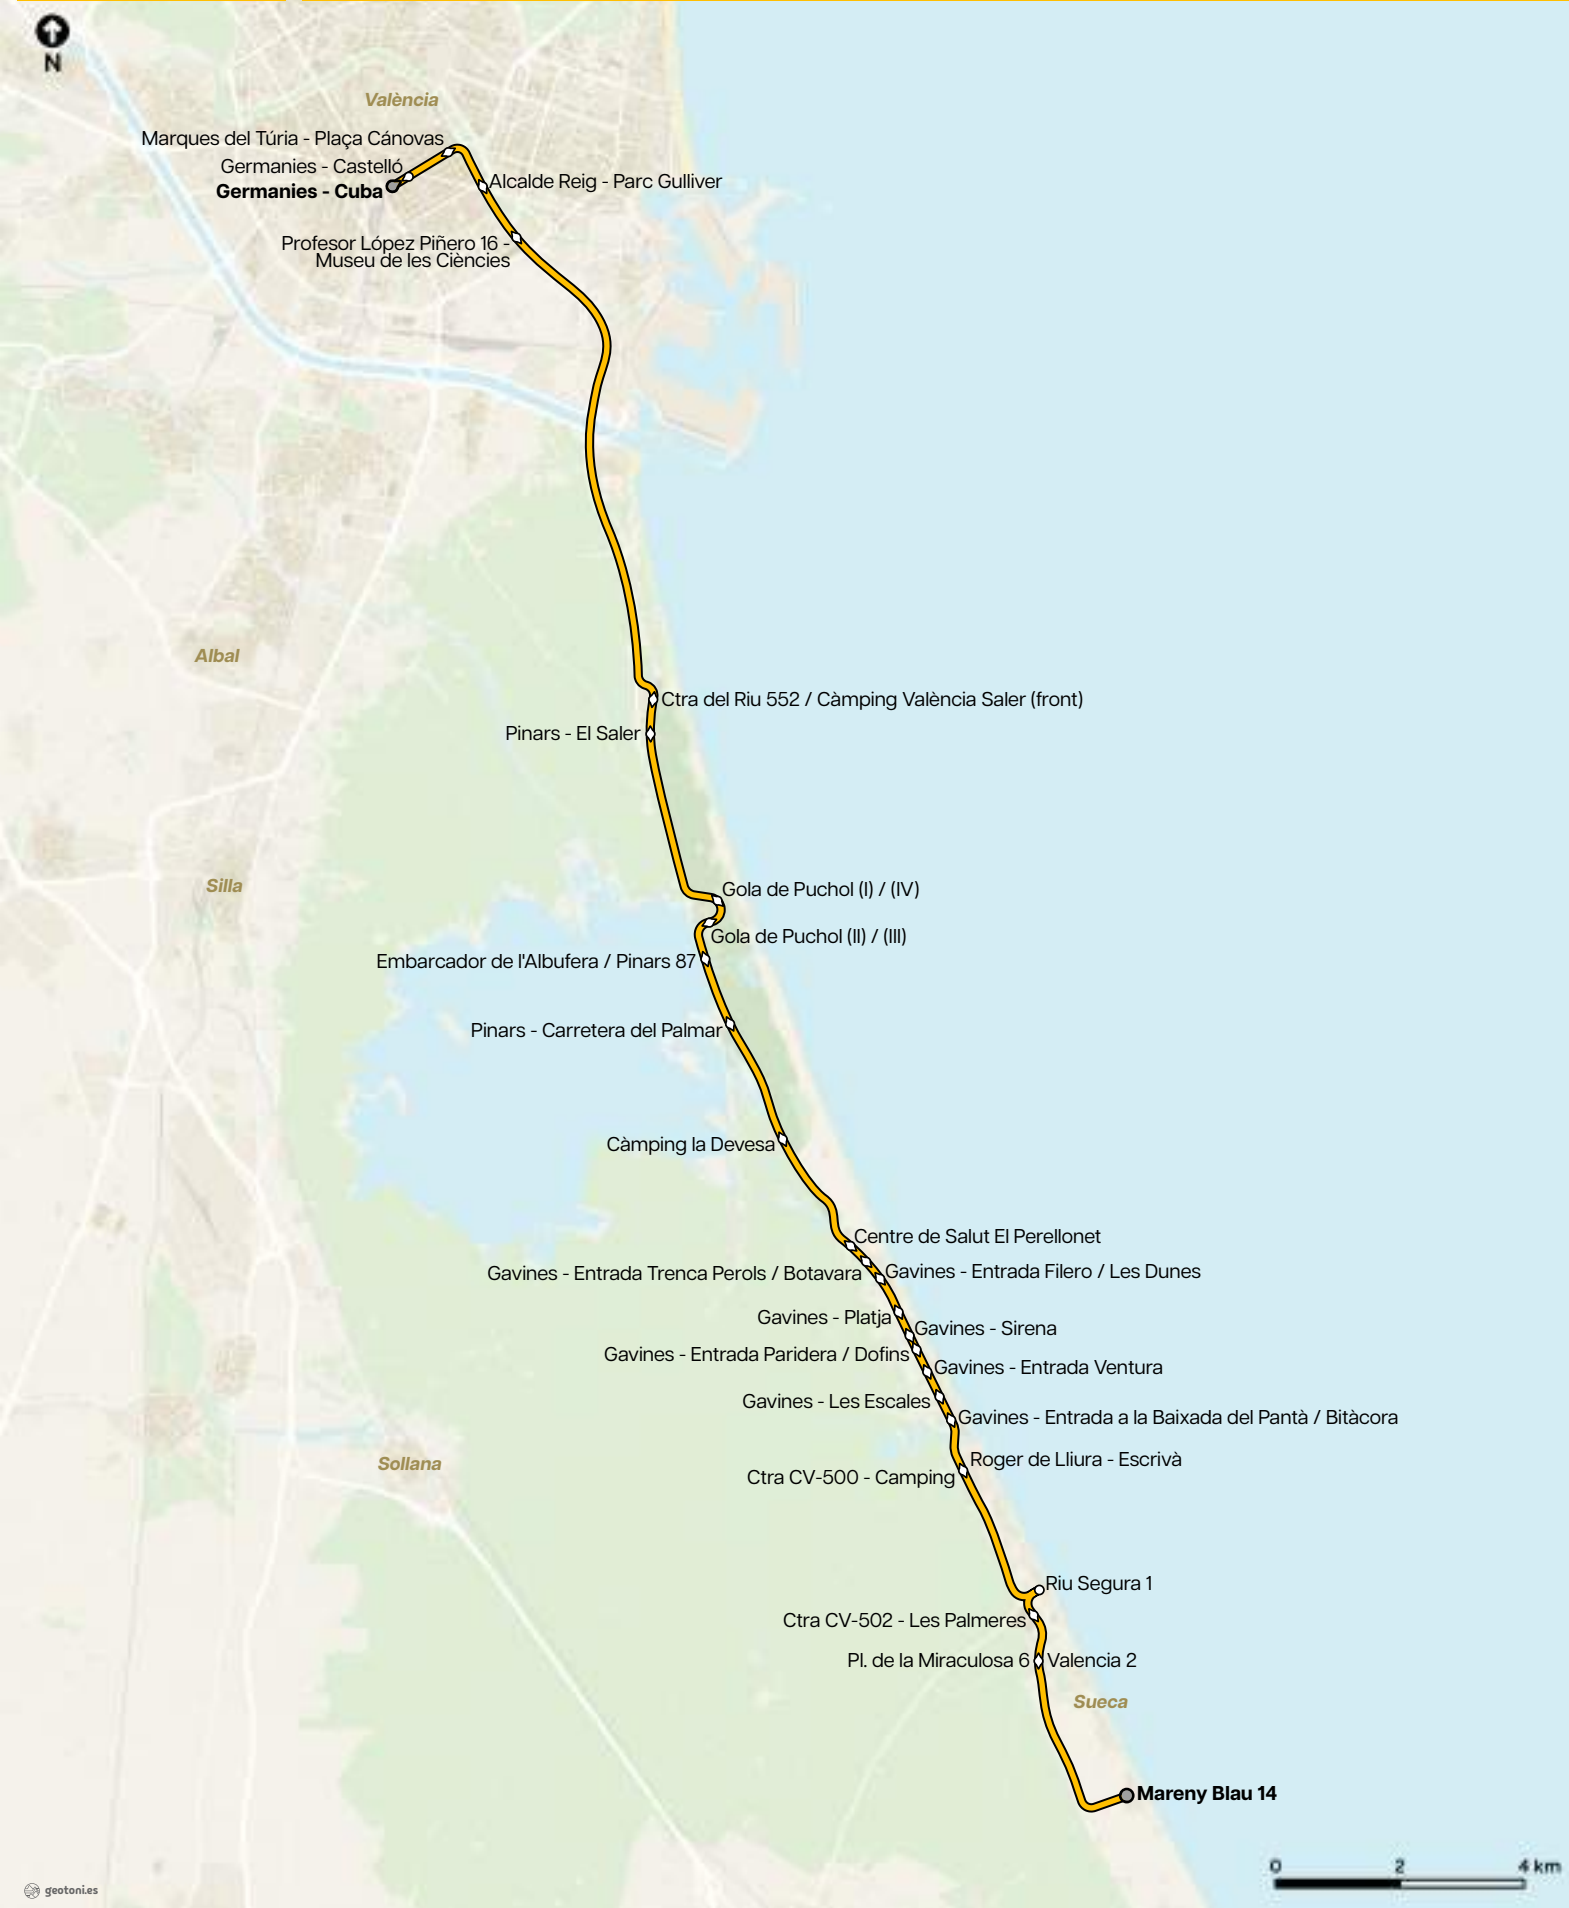 N
València
Marques del Túria - Plaça Cánovas
Germanies - Castelló
Germanies - Cuba
Alcalde Reig - Parc Gulliver
Profesor López Piñero 16 -
Museu de les Ciències
Albal
Ctra del Riu 552 / Càmping València Saler (front)
Pinars - El Saler
Silla
Gola de Puchol (I) / (IV)
Gola de Puchol (II) / (III)
Embarcador de l'Albufera / Pinars 87
Pinars - Carretera del Palmar
Càmping la Devesa
Centre de Salut El Perellonet
Gavines - Entrada Trenca Perols / Botavara
Gavines - Entrada Filero / Les Dunes
Gavines - Platja
Gavines - Sirena
Gavines - Entrada Paridera / Dofins
Gavines - Entrada Ventura
Gavines - Les Escales
Gavines - Entrada a la Baixada del Pantà / Bitàcora
Sollana
Roger de Lliura - Escrivà
Ctra CV-500 - Camping
Riu Segura 1
Ctra CV-502 - Les Palmeres
Pl. de la Miraculosa 6
Valencia 2
Sueca
Mareny Blau 14
0 2 4 km
geotoni.es